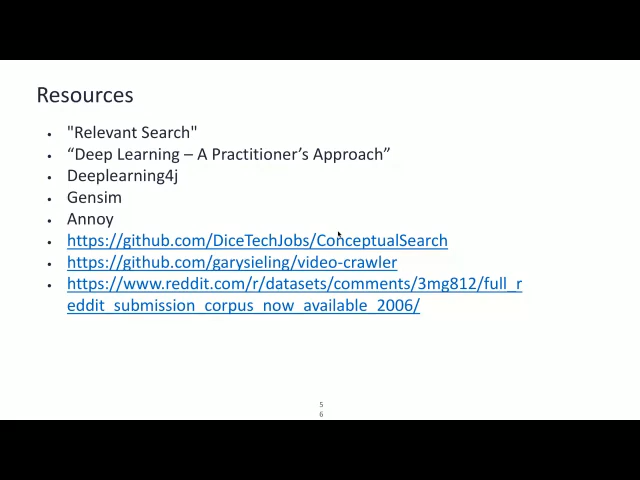 Resources
• "Relevant Search"
• “Deep Learning – A Practitioner’s Approach”
• Deeplearning4j
• Gensim
• Annoy
• https://github.com/DiceTechJobs/ConceptualSearch
• https://github.com/garysieling/video-crawler
• https://www.reddit.com/r/datasets/comments/3mg812/full_r
eddit_submission_corpus_now_available_2006/
5
6